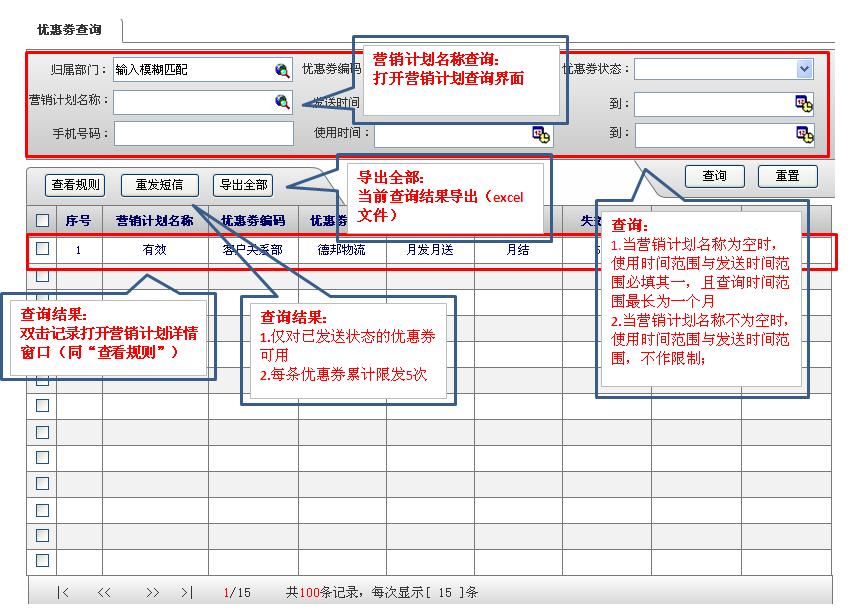 优惠券查询
归属部门： 输入模糊匹配 优惠券编码 优惠券状态：
营销计划名称： 发送时间 到：
手机号码： 使用时间： 到：
营销计划名称查询：
打开营销计划查询界面
查看规则 重发短信 导出全部 查询 重置
导出全部：
当前查询结果导出（excel
文件）
序号 营销计划名称 优惠券编码 优惠券
1 有效 客户关系部 德邦物流 月发月送 月结
查询：
1.当营销计划名称为空时，
使用时间范围与发送时间范
围必填其一，且查询时间范
围最长为一个月
2.当营销计划名称不为空时，
使用时间范围与发送时间范
围，不作限制；
查询结果：
双击记录打开营销计划详情
窗口（同“查看规则”）
查询结果：
1.仅对已发送状态的优惠券
可用
2.每条优惠券累计限发5次
|< << >> >| 1/15 共100条记录，每次显示[ 15 ]条